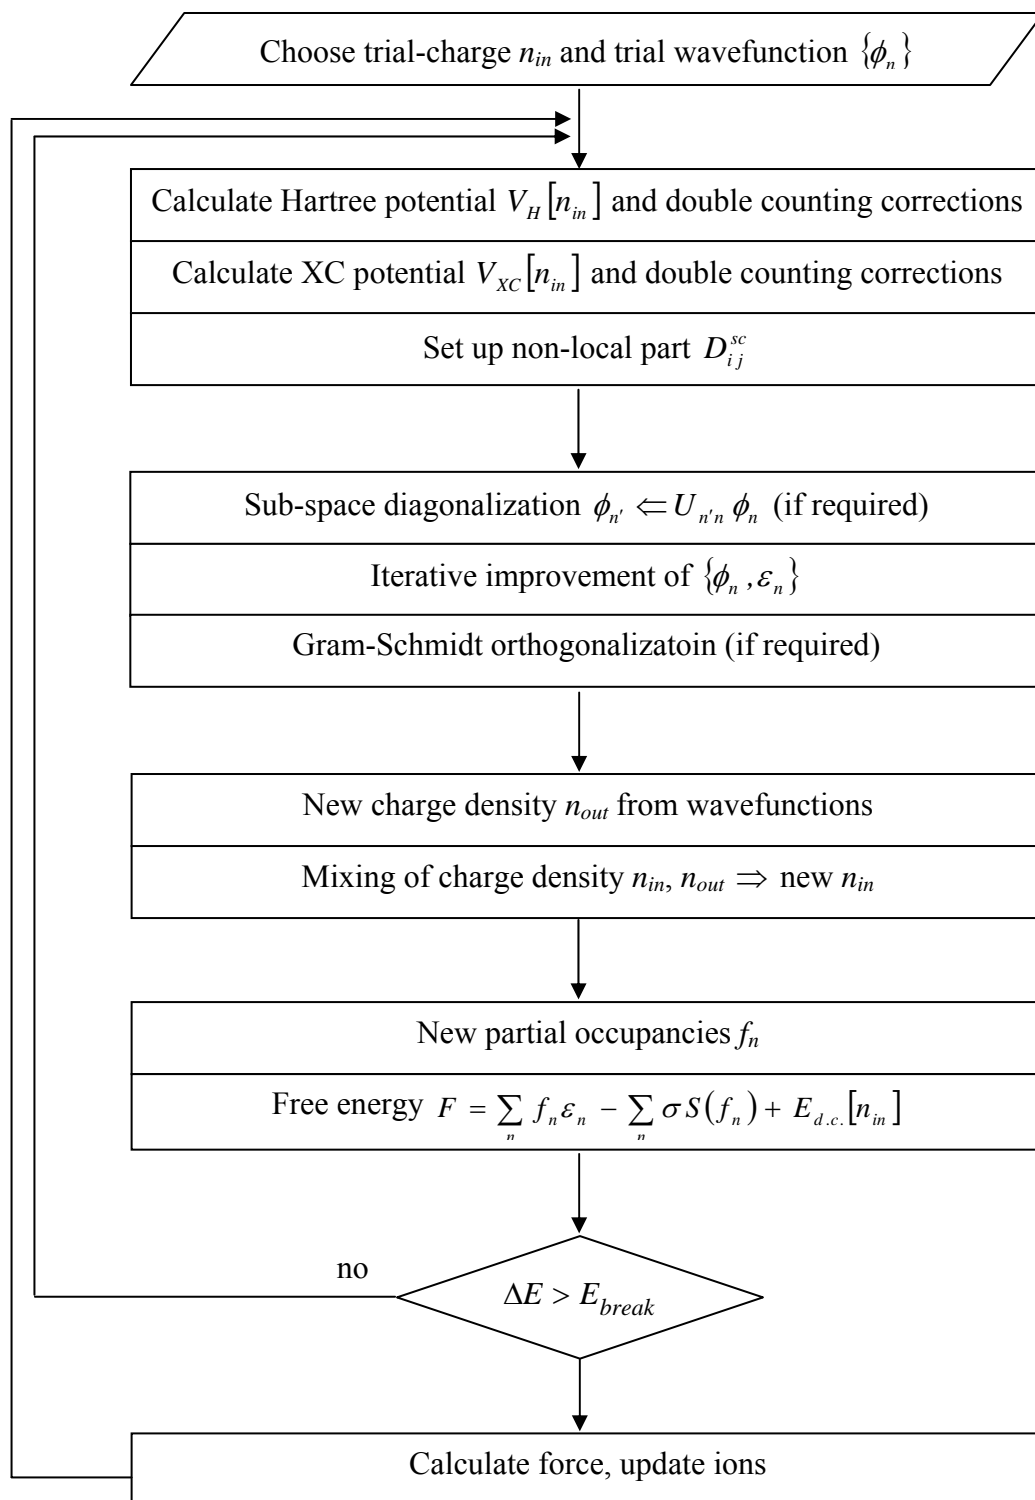 Choose trial-charge n_in and trial wavefunction {ϕ_n}
Calculate Hartree potential V_H[n_in] and double counting corrections
Calculate XC potential V_XC[n_in] and double counting corrections
Set up non-local part D_ij^sc
Sub-space diagonalization ϕ_n' ⇐ U_n'n ϕ_n (if required)
Iterative improvement of {ϕ_n , ε_n}
Gram-Schmidt orthogonalizatoin (if required)
New charge density n_out from wavefunctions
Mixing of charge density n_in, n_out ⇒ new n_in
New partial occupancies f_n
Free energy F = ∑_n f_n ε_n − ∑_n σ S(f_n) + E_d.c.[n_in]
no
ΔE > E_break
Calculate force, update ions